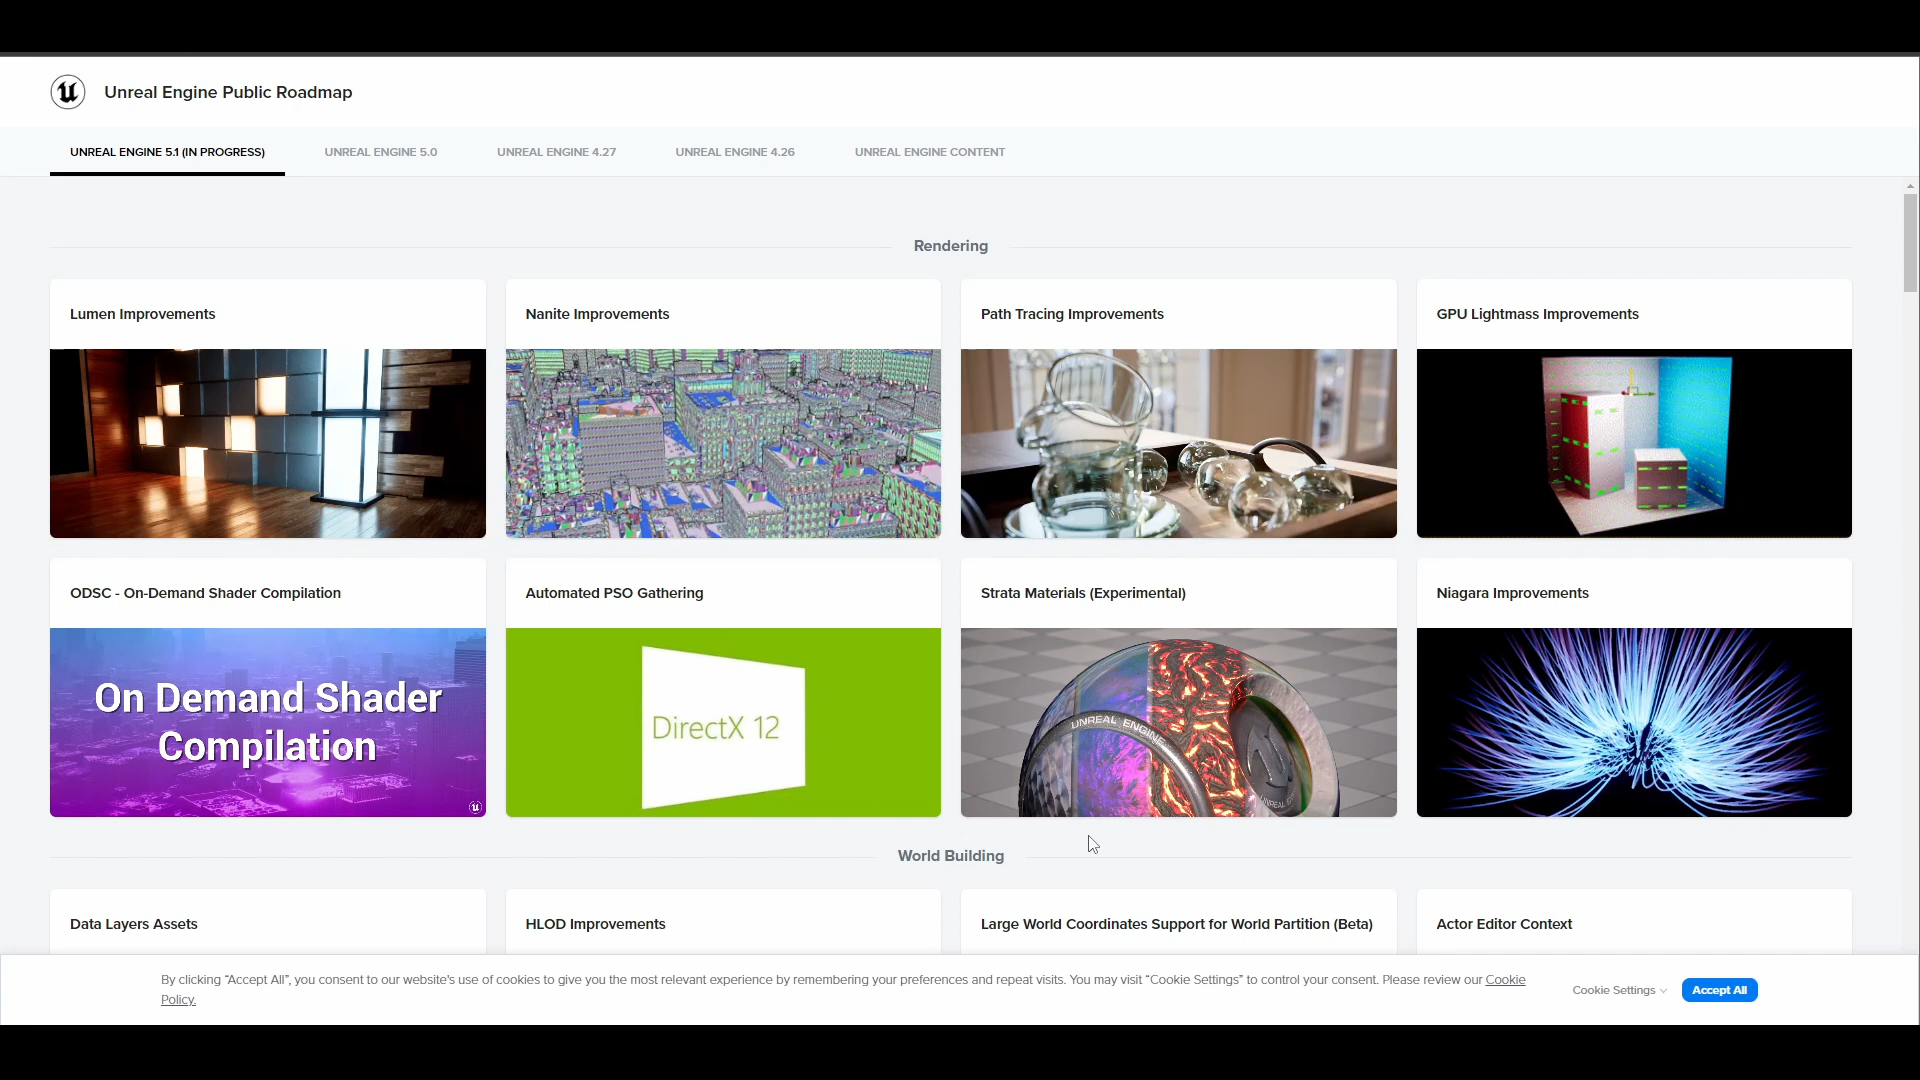 Unreal Engine Public Roadmap
UNREAL ENGINE 5.1 (IN PROGRESS)
UNREAL ENGINE 5.0
UNREAL ENGINE 4.27
UNREAL ENGINE 4.26
UNREAL ENGINE CONTENT
Rendering
Lumen Improvements
Nanite Improvements
Path Tracing Improvements
GPU Lightmass Improvements
ODSC - On-Demand Shader Compilation
Automated PSO Gathering
Strata Materials (Experimental)
Niagara Improvements
On Demand Shader
Compilation
DirectX 12
UNREAL ENGINE
World Building
Data Layers Assets
HLOD Improvements
Large World Coordinates Support for World Partition (Beta)
Actor Editor Context
By clicking “Accept All”, you consent to our website's use of cookies to give you the most relevant experience by remembering your preferences and repeat visits. You may visit “Cookie Settings” to control your consent. Please review our Cookie
Policy.
Cookie Settings
Accept All